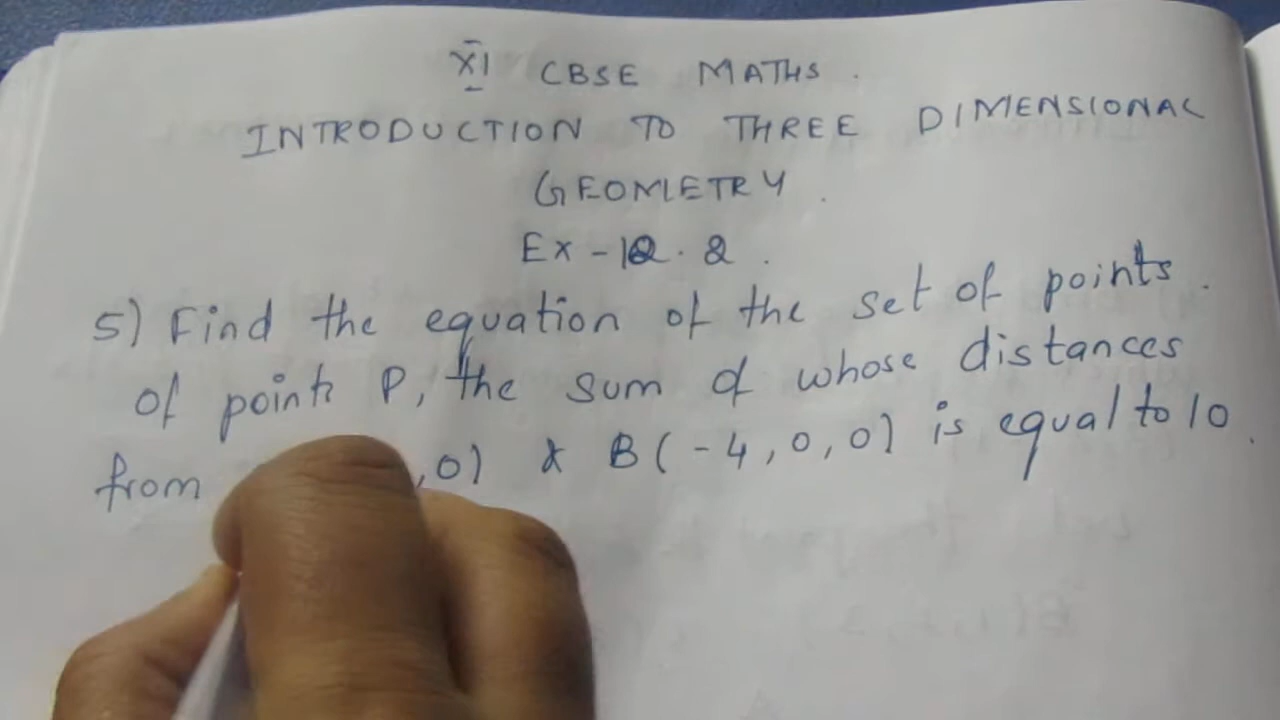 XI CBSE MATHS.
INTRODUCTION TO THREE DIMENSIONAL
GEOMETRY.
Ex - 12.2.
5) Find the equation of the set of points.
of points P, the sum of whose distances
from ,0) & B(-4,0,0) is equal to 10.